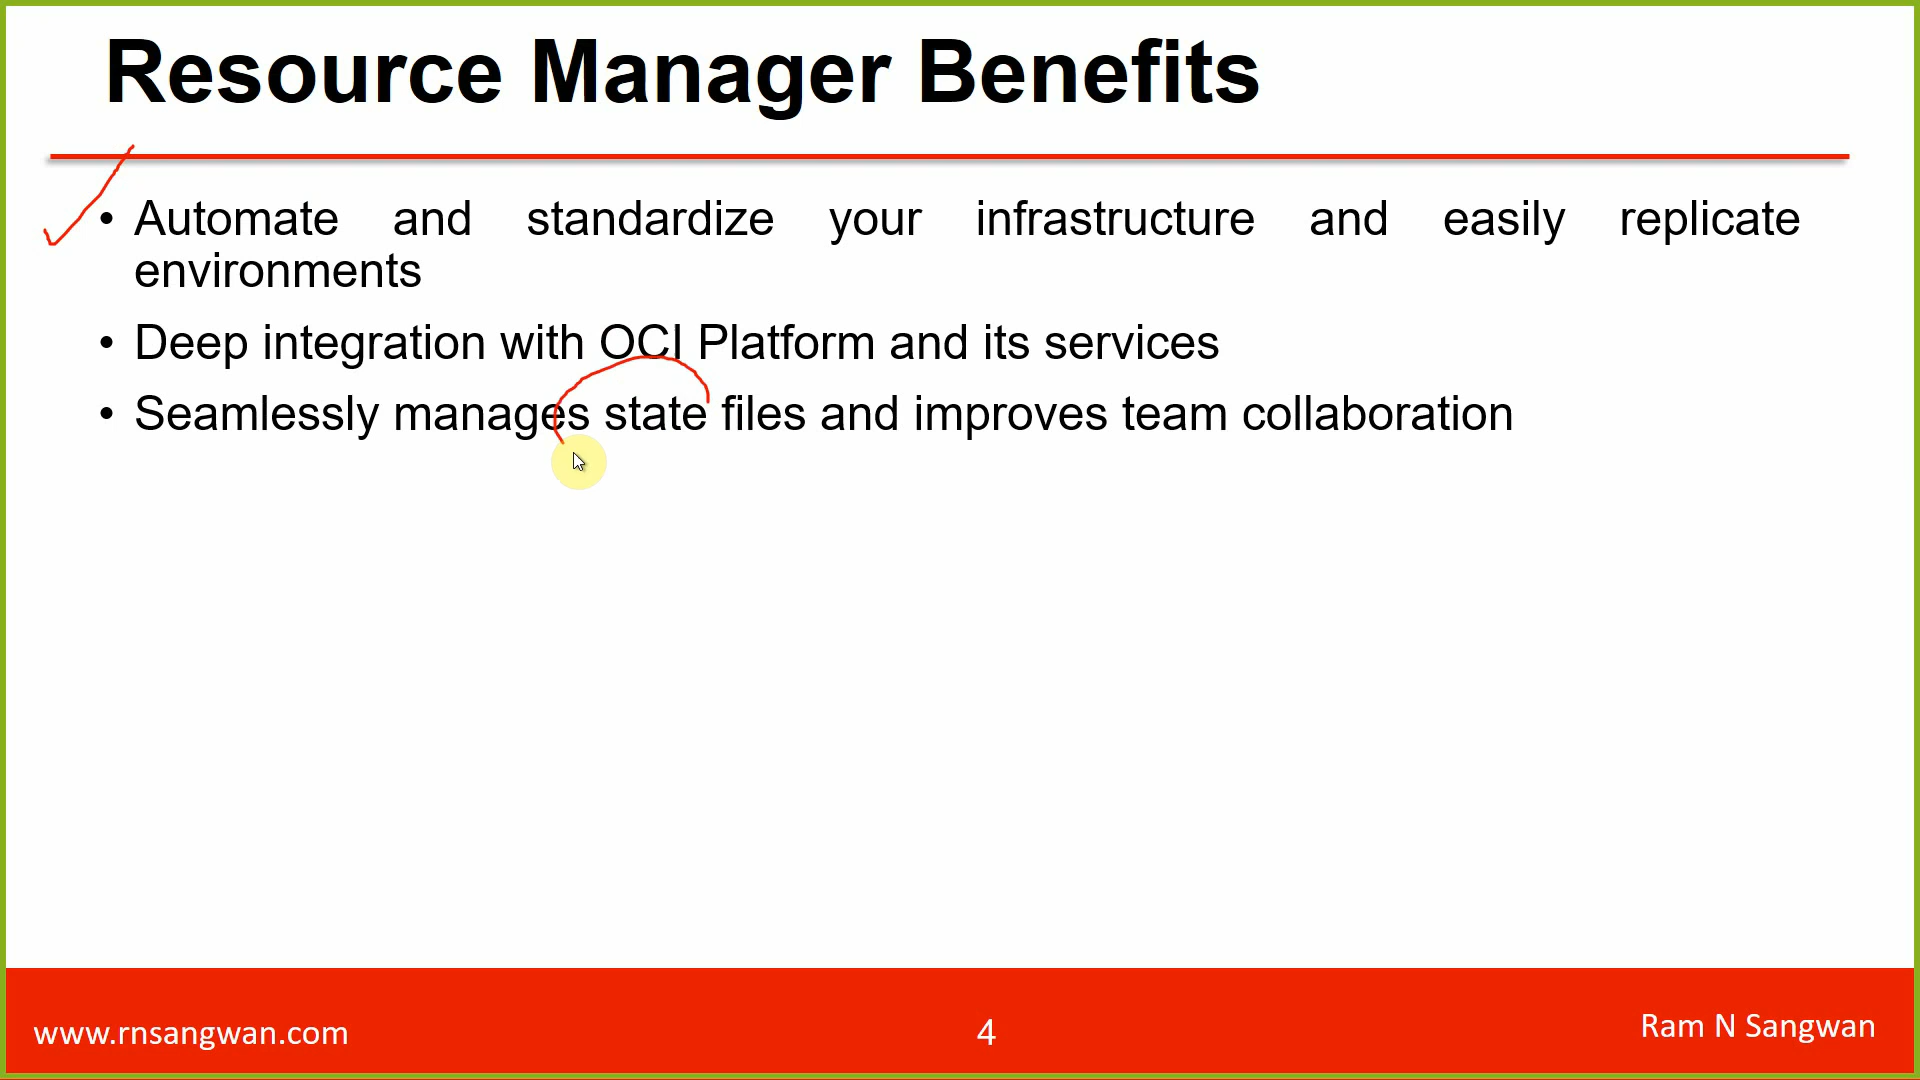 Resource Manager Benefits
• Automate and standardize your infrastructure and easily replicate
environments
• Deep integration with OCI Platform and its services
• Seamlessly manages state files and improves team collaboration
www.rnsangwan.com
4
Ram N Sangwan